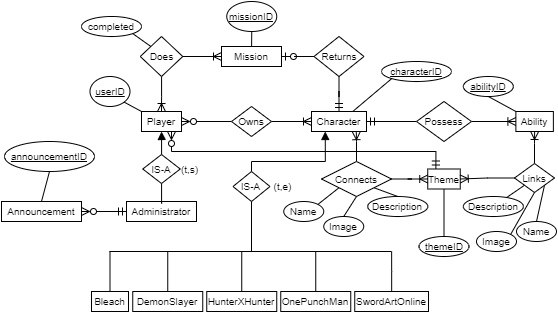 missionID
completed
Does
Mission
Returns
characterID
userID
abilityID
Player
Owns
Character
Possess
Ability
announcementID
IS-A
(t,s)
IS-A
(t,e)
Connects
Theme
Links
Name
Description
Description
Image
Name
Image
Announcement
Administrator
themeID
Bleach
DemonSlayer
HunterXHunter
OnePunchMan
SwordArtOnline